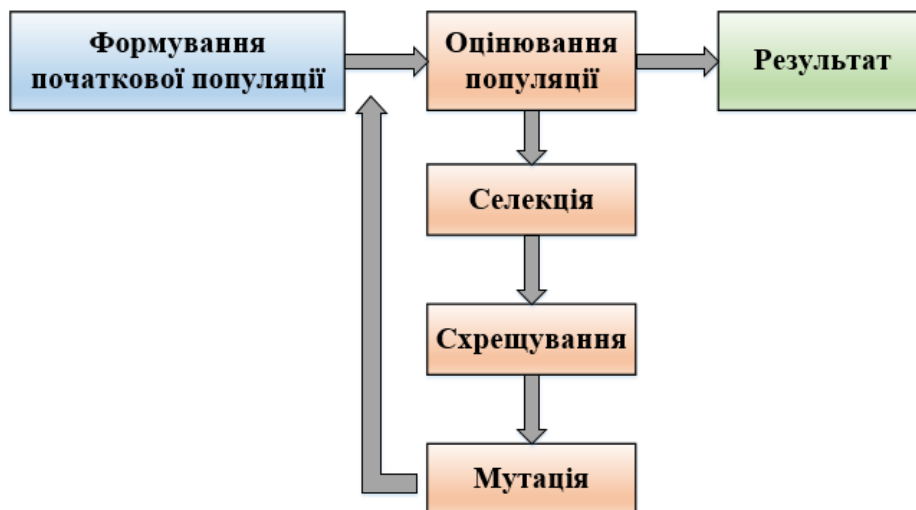 Формування
початкової популяції
Оцінювання
популяції
Результат
Селекція
Схрещування
Мутація